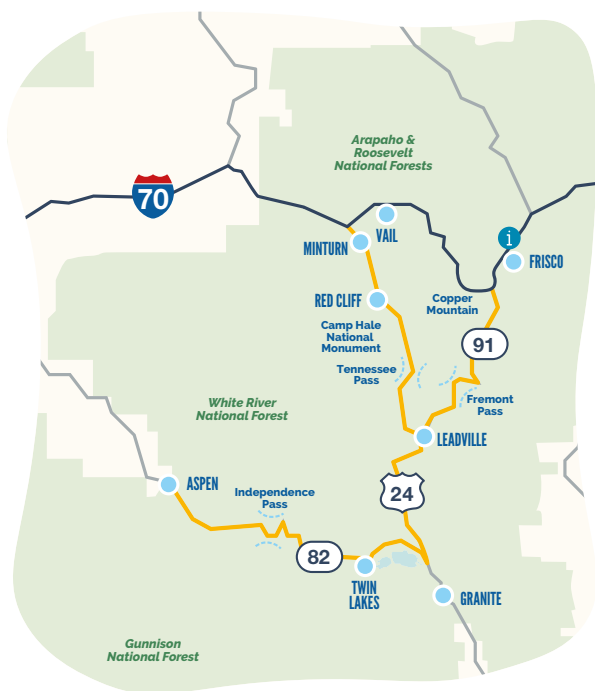 Arapaho &
Roosevelt
National Forests
70
VAIL
MINTURN
i
FRISCO
RED CLIFF
Copper
Mountain
Camp Hale
National
Monument
91
Tennessee
Pass
Fremont
Pass
White River
National Forest
LEADVILLE
ASPEN
Independence
Pass
24
82
TWIN
LAKES
GRANITE
Gunnison
National Forest